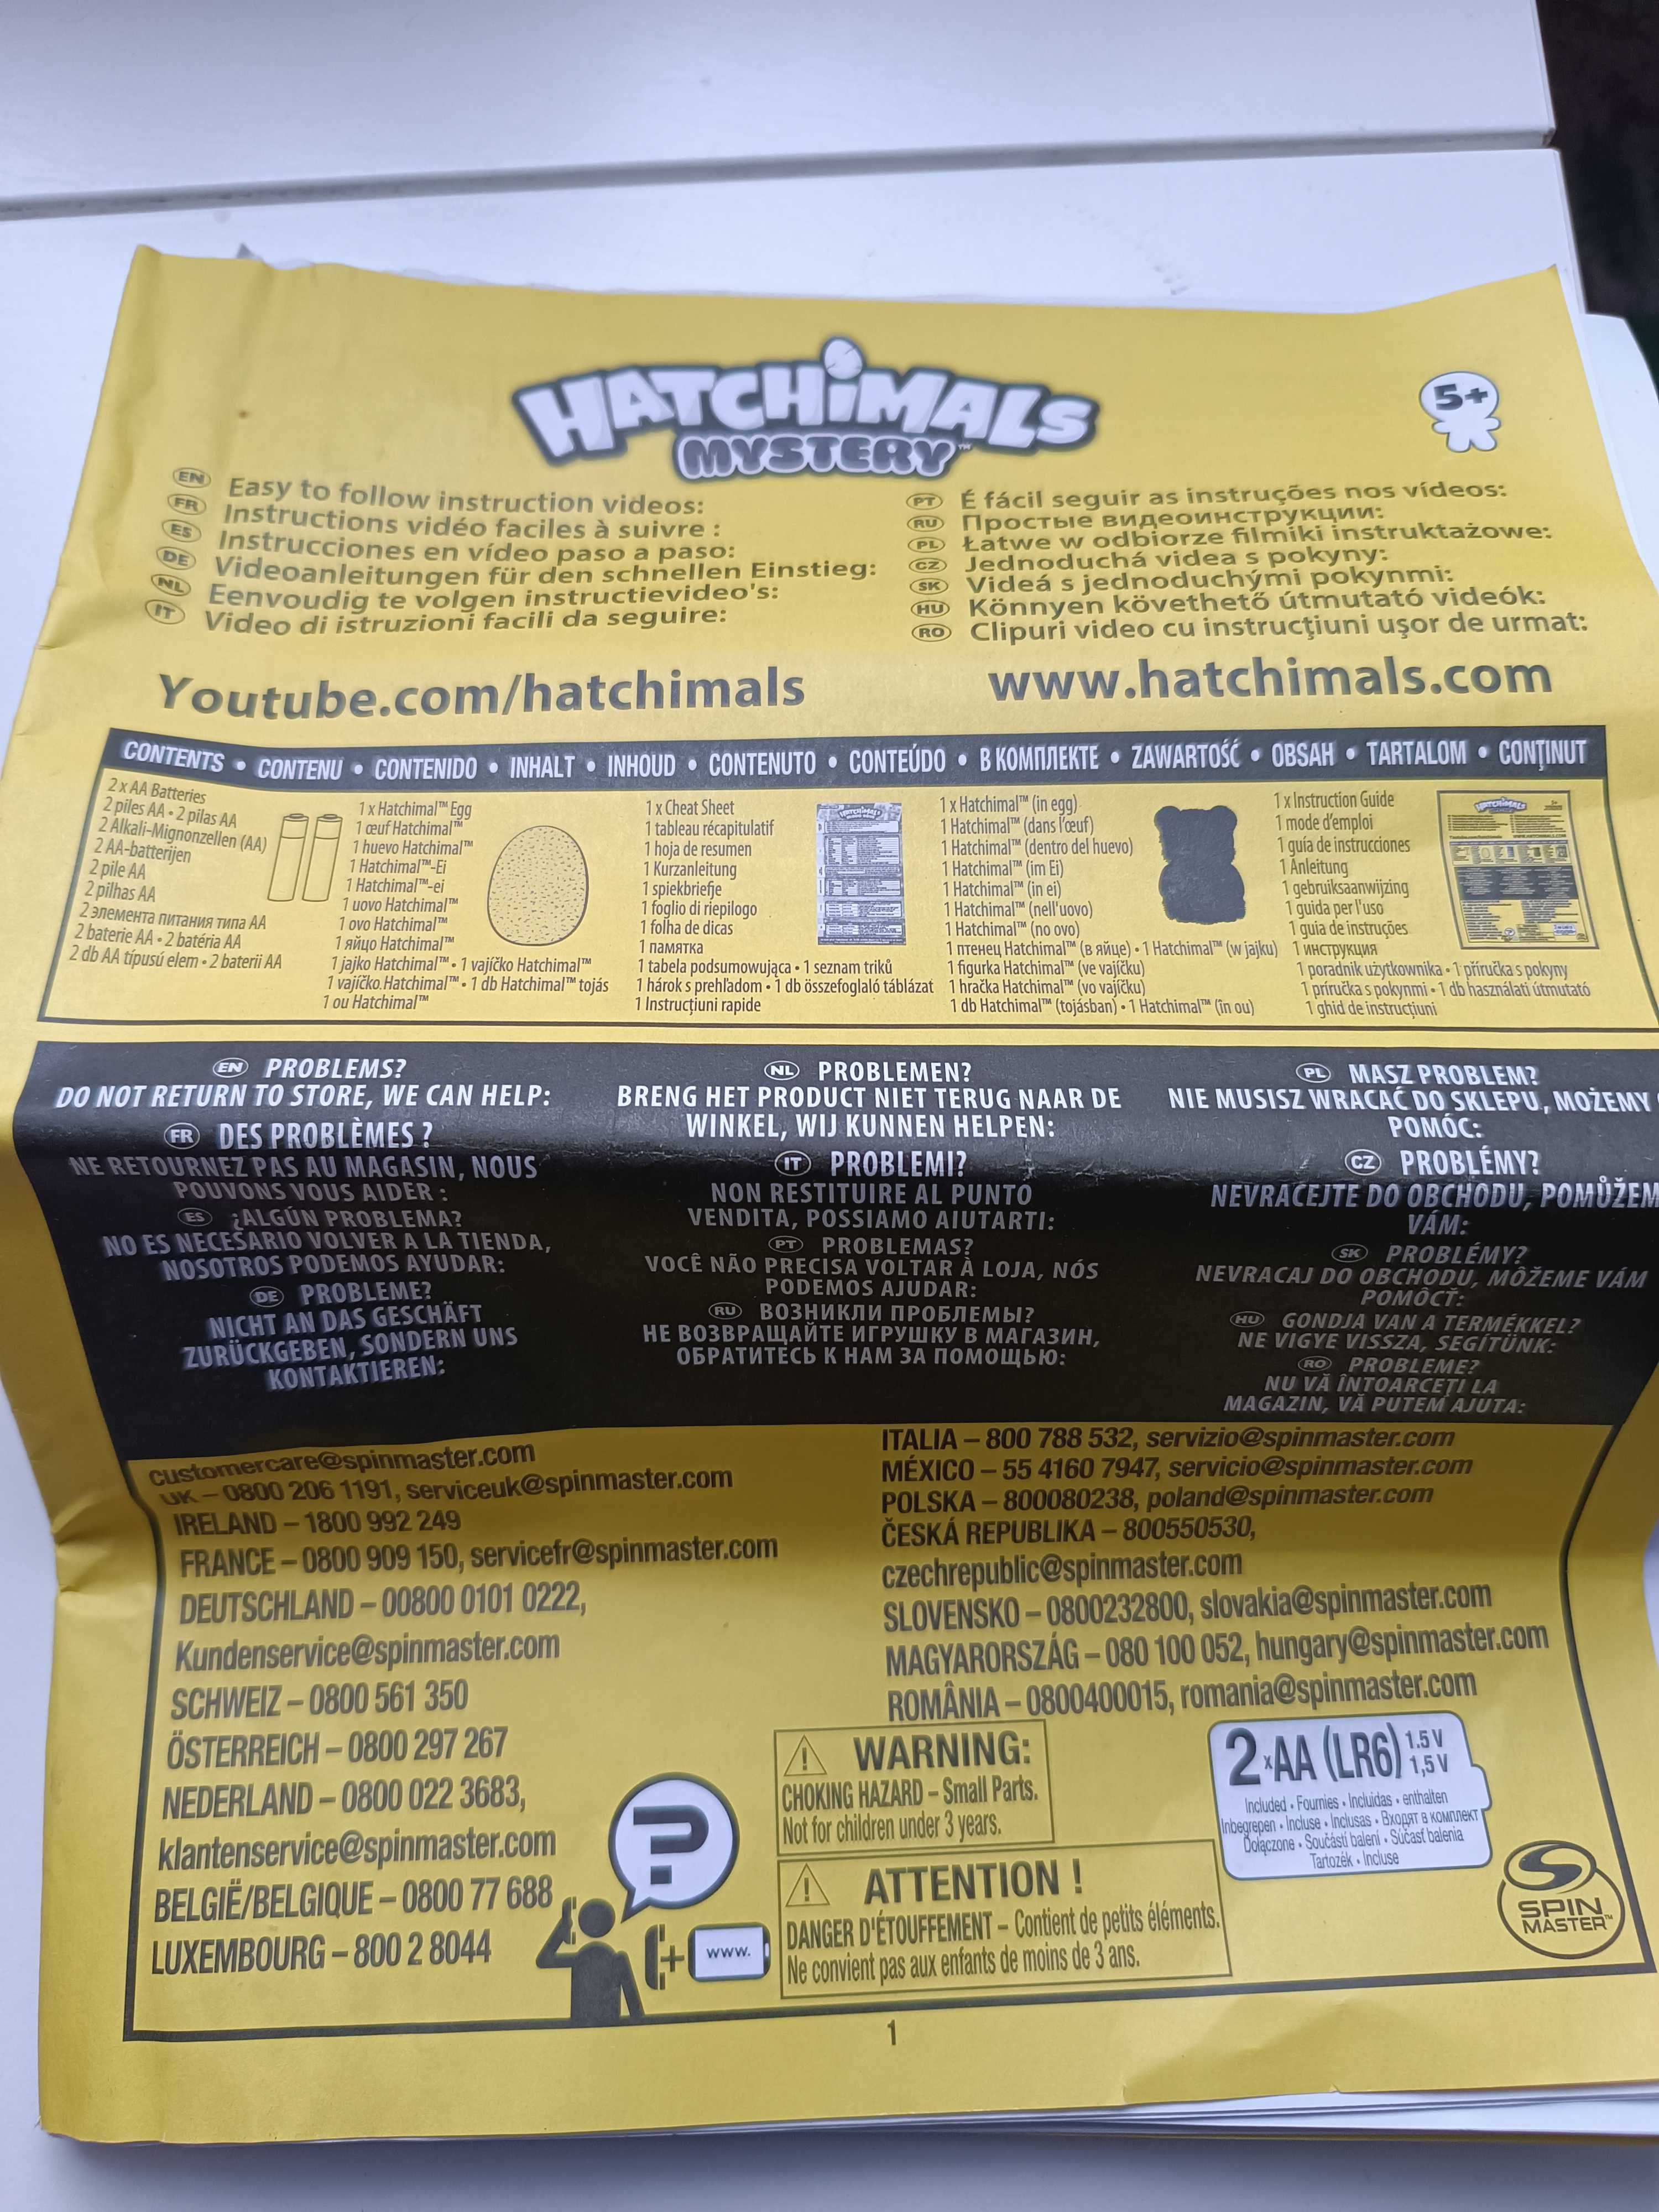 HATCHiMALS
MYSTERY™
5+
EN Easy to follow instruction videos:
FR Instructions vidéo faciles à suivre :
ES Instrucciones en vídeo paso a paso:
DE Videoanleitungen für den schnellen Einstieg:
NL Eenvoudig te volgen instructievideo's:
IT Video di istruzioni facili da seguire:
PT É fácil seguir as instruções nos vídeos:
RU Простые видеоинструкции:
PL Łatwe w odbiorze filmiki instruktażowe:
CZ Jednoduchá videa s pokyny:
SK Videá s jednoduchými pokynmi:
HU Könnyen követhető útmutató videók:
RO Clipuri video cu instrucţiuni uşor de urmat:
Youtube.com/hatchimals
www.hatchimals.com
CONTENTS • CONTENU • CONTENIDO • INHALT • INHOUD • CONTENUTO • CONTEÚDO • В КОМПЛЕКТЕ • ZAWARTOŚĆ • OBSAH • TARTALOM • CONŢINUT
2 x AA Batteries
2 piles AA • 2 pilas AA
2 Alkali-Mignonzellen (AA)
2 AA-batterijen
2 pile AA
2 pilhas AA
2 элемента питания типа AA
2 baterie AA • 2 batéria AA
2 db AA típusú elem • 2 baterii AA
1 x Hatchimal™ Egg
1 œuf Hatchimal™
1 huevo Hatchimal™
1 Hatchimal™-Ei
1 Hatchimal™-ei
1 uovo Hatchimal™
1 ovo Hatchimal™
1 яйцо Hatchimal™
1 jajko Hatchimal™ • 1 vajíčko Hatchimal™
1 vajíčko.Hatchimal™ • 1 db Hatchimal™ tojás
1 ou Hatchimal™
1 x Cheat Sheet
1 tableau récapitulatif
1 hoja de resumen
1 Kurzanleitung
1 spiekbriefje
1 foglio di riepilogo
1 folha de dicas
1 памятка
1 tabela podsumowująca • 1 seznam triků
1 hárok s prehľadom • 1 db összefoglaló táblázat
1 Instrucţiuni rapide
1 x Hatchimal™ (in egg)
1 Hatchimal™ (dans l'œuf)
1 Hatchimal™ (dentro del huevo)
1 Hatchimal™ (im Ei)
1 Hatchimal™ (in ei)
1 Hatchimal™ (nell'uovo)
1 Hatchimal™ (no ovo)
1 птенец Hatchimal™ (в яйце) • 1 Hatchimal™ (w jajku)
1 figurka Hatchimal™ (ve vajíčku)
1 hračka Hatchimal™ (vo vajíčku)
1 db Hatchimal™ (tojásban) • 1 Hatchimal™ (în ou)
1 x Instruction Guide
1 mode d'emploi
1 guía de instrucciones
1 Anleitung
1 gebruiksaanwijzing
1 guida per l'uso
1 guia de instruções
1 инструкция
1 poradnik użytkownika • 1 příručka s pokyny
1 príručka s pokynmi • 1 db használati útmutató
1 ghid de instrucţiuni
EN PROBLEMS?
DO NOT RETURN TO STORE, WE CAN HELP:
FR DES PROBLÈMES ?
NE RETOURNEZ PAS AU MAGASIN, NOUS
POUVONS VOUS AIDER :
ES ¿ALGÚN PROBLEMA?
NO ES NECESARIO VOLVER A LA TIENDA,
NOSOTROS PODEMOS AYUDAR:
DE PROBLEME?
NICHT AN DAS GESCHÄFT
ZURÜCKGEBEN, SONDERN UNS
KONTAKTIEREN:
NL PROBLEMEN?
BRENG HET PRODUCT NIET TERUG NAAR DE
WINKEL, WIJ KUNNEN HELPEN:
IT PROBLEMI?
NON RESTITUIRE AL PUNTO
VENDITA, POSSIAMO AIUTARTI:
PT PROBLEMAS?
VOCÊ NÃO PRECISA VOLTAR À LOJA, NÓS
PODEMOS AJUDAR:
RU ВОЗНИКЛИ ПРОБЛЕМЫ?
НЕ ВОЗВРАЩАЙТЕ ИГРУШКУ В МАГАЗИН,
ОБРАТИТЕСЬ К НАМ ЗА ПОМОЩЬЮ:
PL MASZ PROBLEM?
NIE MUSISZ WRACAĆ DO SKLEPU, MOŻEMY
POMÓC:
CZ PROBLÉMY?
NEVRACEJTE DO OBCHODU, POMŮŽEM
VÁM:
SK PROBLÉMY?
NEVRACAJ DO OBCHODU, MÔŽEME VÁM
POMÔCŤ:
HU GONDJA VAN A TERMÉKKEL?
NE VIGYE VISSZA, SEGÍTÜNK:
RO PROBLEME?
NU VĂ ÎNTOARCEŢI LA
MAGAZIN, VĂ PUTEM AJUTA:
customercare@spinmaster.com
UK – 0800 206 1191, serviceuk@spinmaster.com
IRELAND – 1800 992 249
FRANCE – 0800 909 150, servicefr@spinmaster.com
DEUTSCHLAND – 00800 0101 0222,
Kundenservice@spinmaster.com
SCHWEIZ – 0800 561 350
ÖSTERREICH – 0800 297 267
NEDERLAND – 0800 022 3683,
klantenservice@spinmaster.com
BELGIË/BELGIQUE – 0800 77 688
LUXEMBOURG – 800 2 8044
ITALIA – 800 788 532, servizio@spinmaster.com
MÉXICO – 55 4160 7947, servicio@spinmaster.com
POLSKA – 800080238, poland@spinmaster.com
ČESKÁ REPUBLIKA – 800550530,
czechrepublic@spinmaster.com
SLOVENSKO – 0800232800, slovakia@spinmaster.com
MAGYARORSZÁG – 080 100 052, hungary@spinmaster.com
ROMÂNIA – 0800400015, romania@spinmaster.com
?
+ www.
WARNING:
CHOKING HAZARD – Small Parts.
Not for children under 3 years.
ATTENTION !
DANGER D'ÉTOUFFEMENT – Contient de petits éléments.
Ne convient pas aux enfants de moins de 3 ans.
2 x AA (LR6) 1.5 V
1,5 V
Included • Fournies • Incluidas • enthalten
Inbegrepen • Incluse • Inclusas • Входят в комплект
Dołączone • Součástí balení • Súčasť balenia
Tartozék • Incluse
SPIN
MASTER™
1